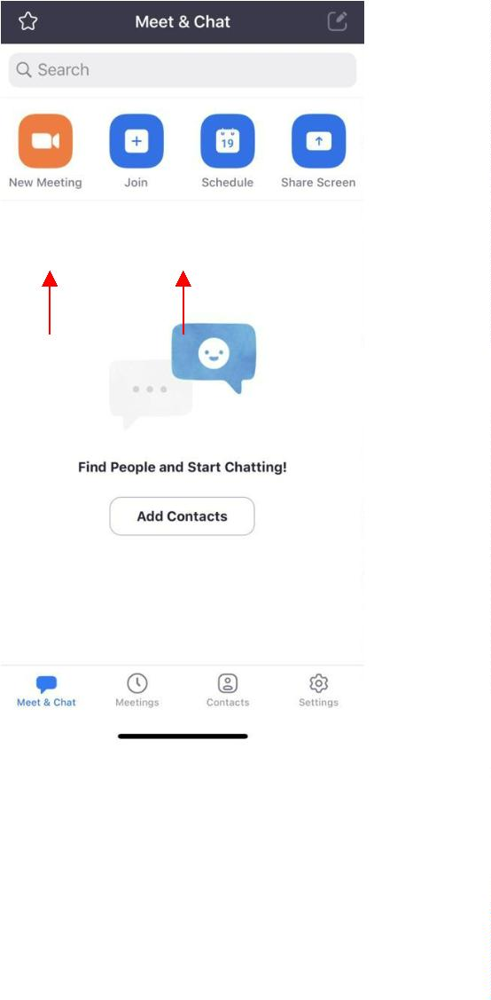 Meet & Chat
Search
19
New Meeting
Join
Schedule
Share Screen
Find People and Start Chatting!
Add Contacts
Meet & Chat
Meetings
Contacts
Settings